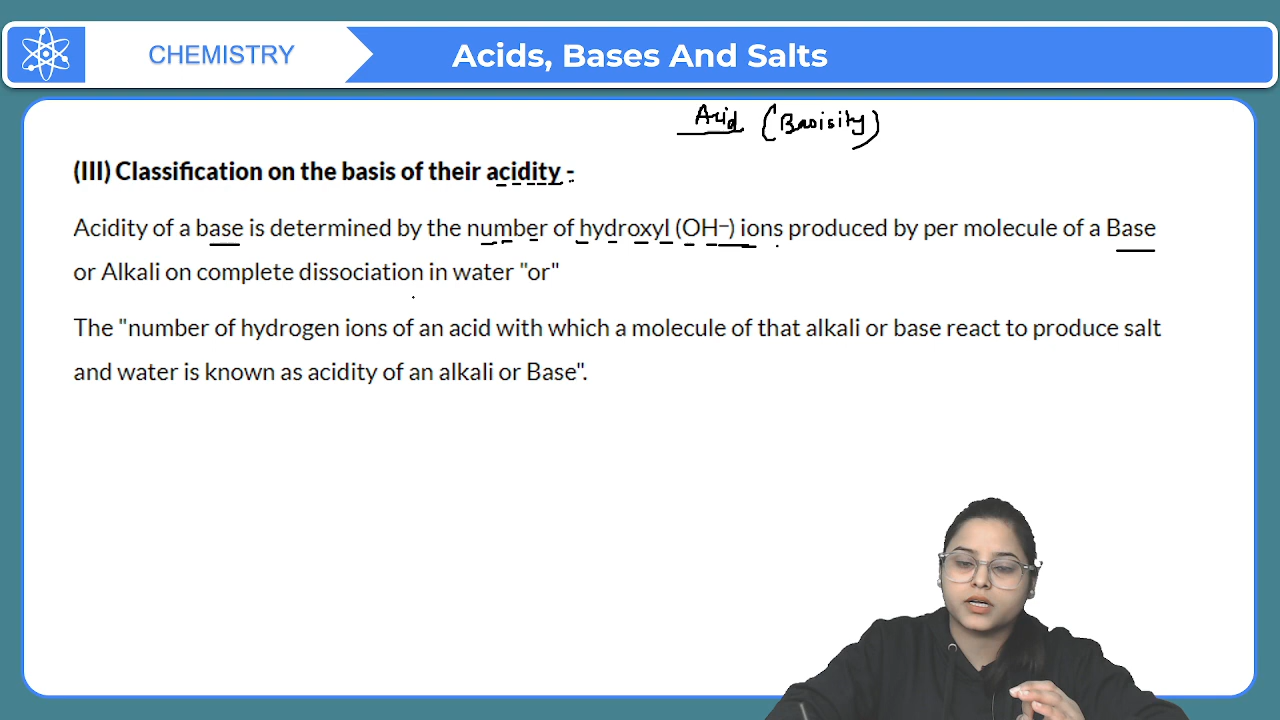 CHEMISTRY
Acids, Bases And Salts
Acid (Basisity)
(III) Classification on the basis of their acidity -
Acidity of a base is determined by the number of hydroxyl (OH−) ions produced by per molecule of a Base
or Alkali on complete dissociation in water "or"
The "number of hydrogen ions of an acid with which a molecule of that alkali or base react to produce salt
and water is known as acidity of an alkali or Base".